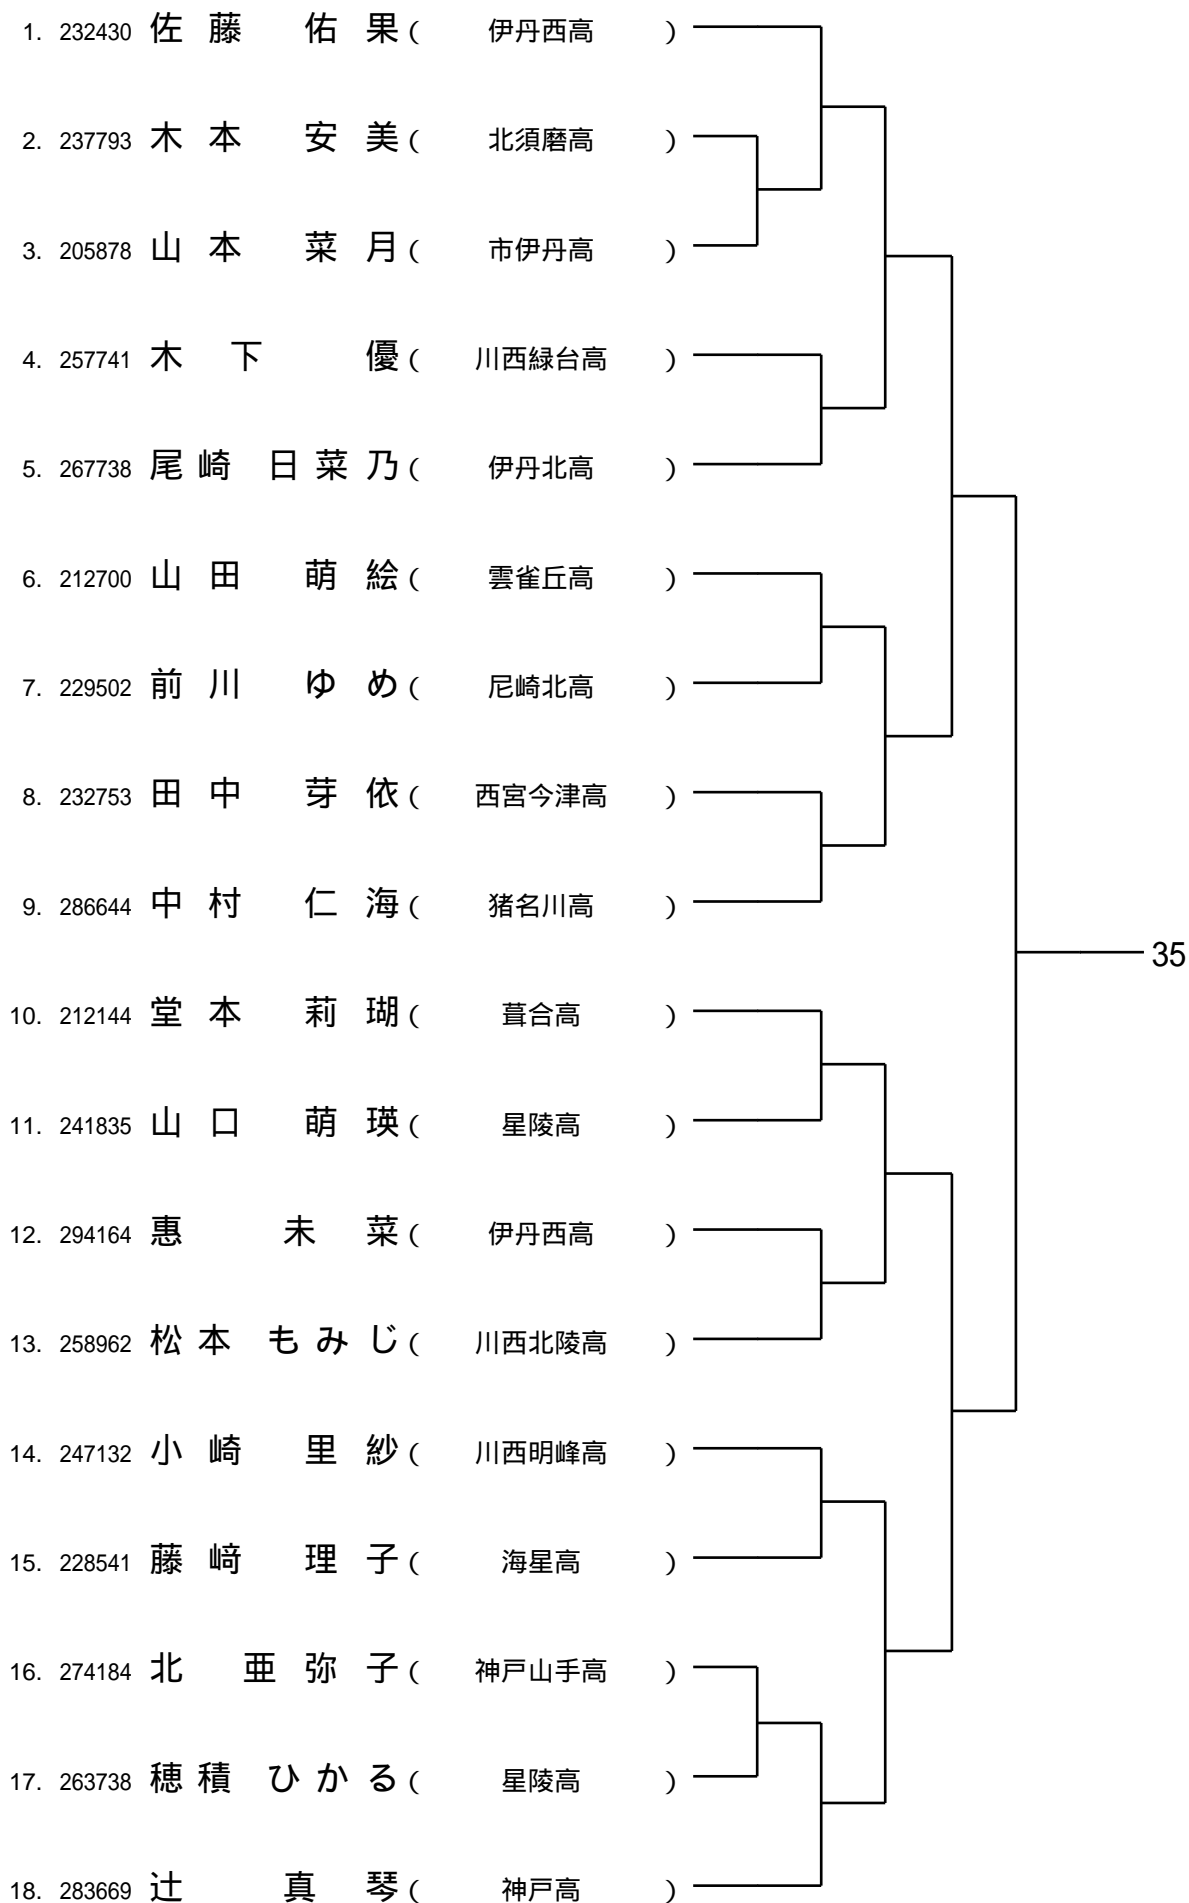 1. 232430 佐藤 佑果 ( 伊丹西高 )
2. 237793 木本 安美 ( 北須磨高 )
3. 205878 山本 菜月 ( 市伊丹高 )
4. 257741 木下 優 ( 川西緑台高 )
5. 267738 尾崎 日菜乃 ( 伊丹北高 )
6. 212700 山田 萌絵 ( 雲雀丘高 )
7. 229502 前川 ゆめ ( 尼崎北高 )
8. 232753 田中 芽依 ( 西宮今津高 )
9. 286644 中村 仁海 ( 猪名川高 )
35
10. 212144 堂本 莉瑚 ( 葺合高 )
11. 241835 山口 萌瑛 ( 星陵高 )
12. 294164 惠 未菜 ( 伊丹西高 )
13. 258962 松本 もみじ ( 川西北陵高 )
14. 247132 小崎 里紗 ( 川西明峰高 )
15. 228541 藤﨑 理子 ( 海星高 )
16. 274184 北 亜弥子 ( 神戸山手高 )
17. 263738 穂積 ひかる ( 星陵高 )
18. 283669 辻 真琴 ( 神戸高 )